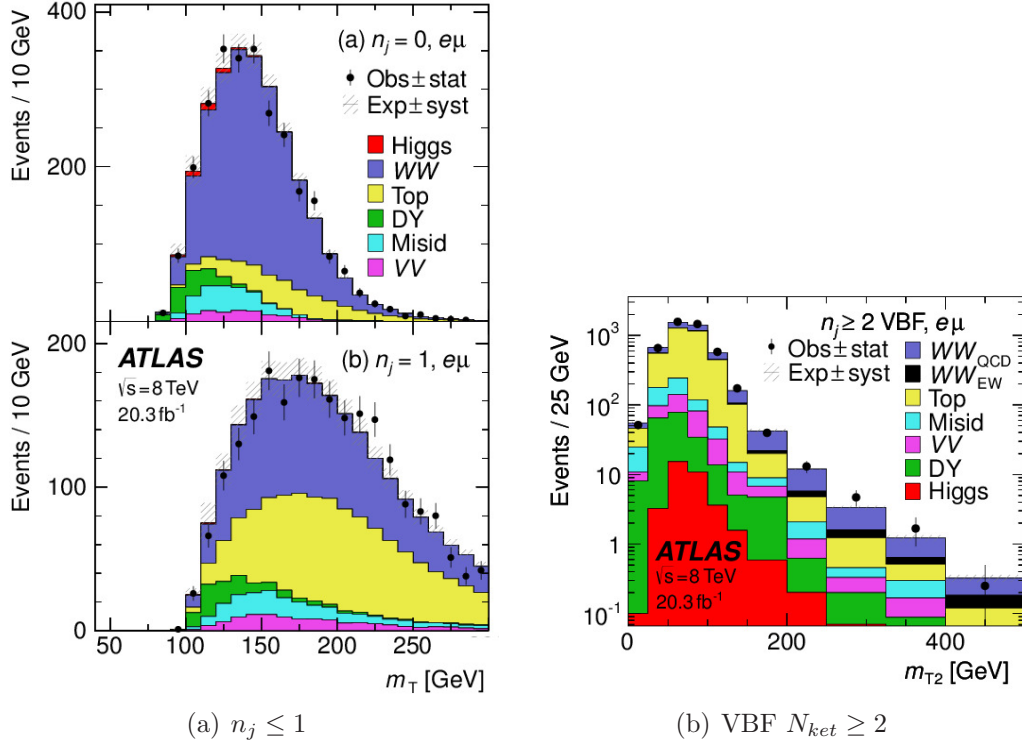 Events / 10 GeV
400
200
(a) n_j = 0, eμ
Obs ± stat
Exp ± syst
Higgs
WW
Top
DY
Misid
VV
Events / 10 GeV
200
100
0
ATLAS
√s = 8 TeV
20.3 fb⁻¹
(b) n_j = 1, eμ
50 100 150 200 250
m_T [GeV]
(a) n_j ≤ 1
Events / 25 GeV
10³
10²
10
1
10⁻¹
n_j ≥ 2 VBF, eμ
Obs ± stat
Exp ± syst
WW_QCD
WW_EW
Top
Misid
VV
DY
Higgs
ATLAS
√s = 8 TeV
20.3 fb⁻¹
0 200 400
m_T2 [GeV]
(b) VBF N_ket ≥ 2